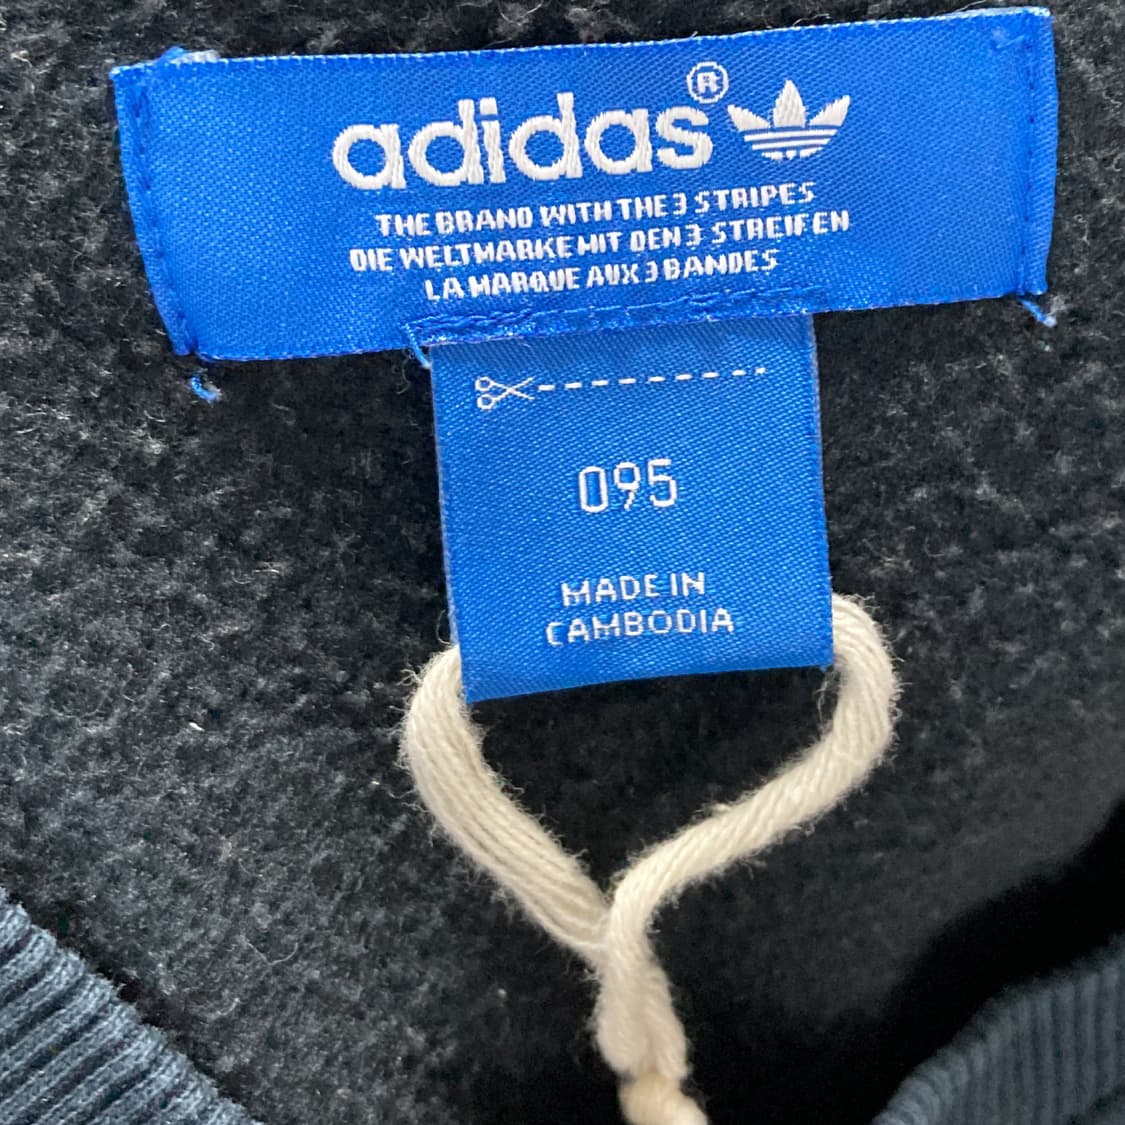 adidas®
THE BRAND WITH THE 3 STRIPES
DIE WELTMARKE MIT DEN 3 STREIFEN
LA MARQUE AUX 3 BANDES
095
MADE IN
CAMBODIA